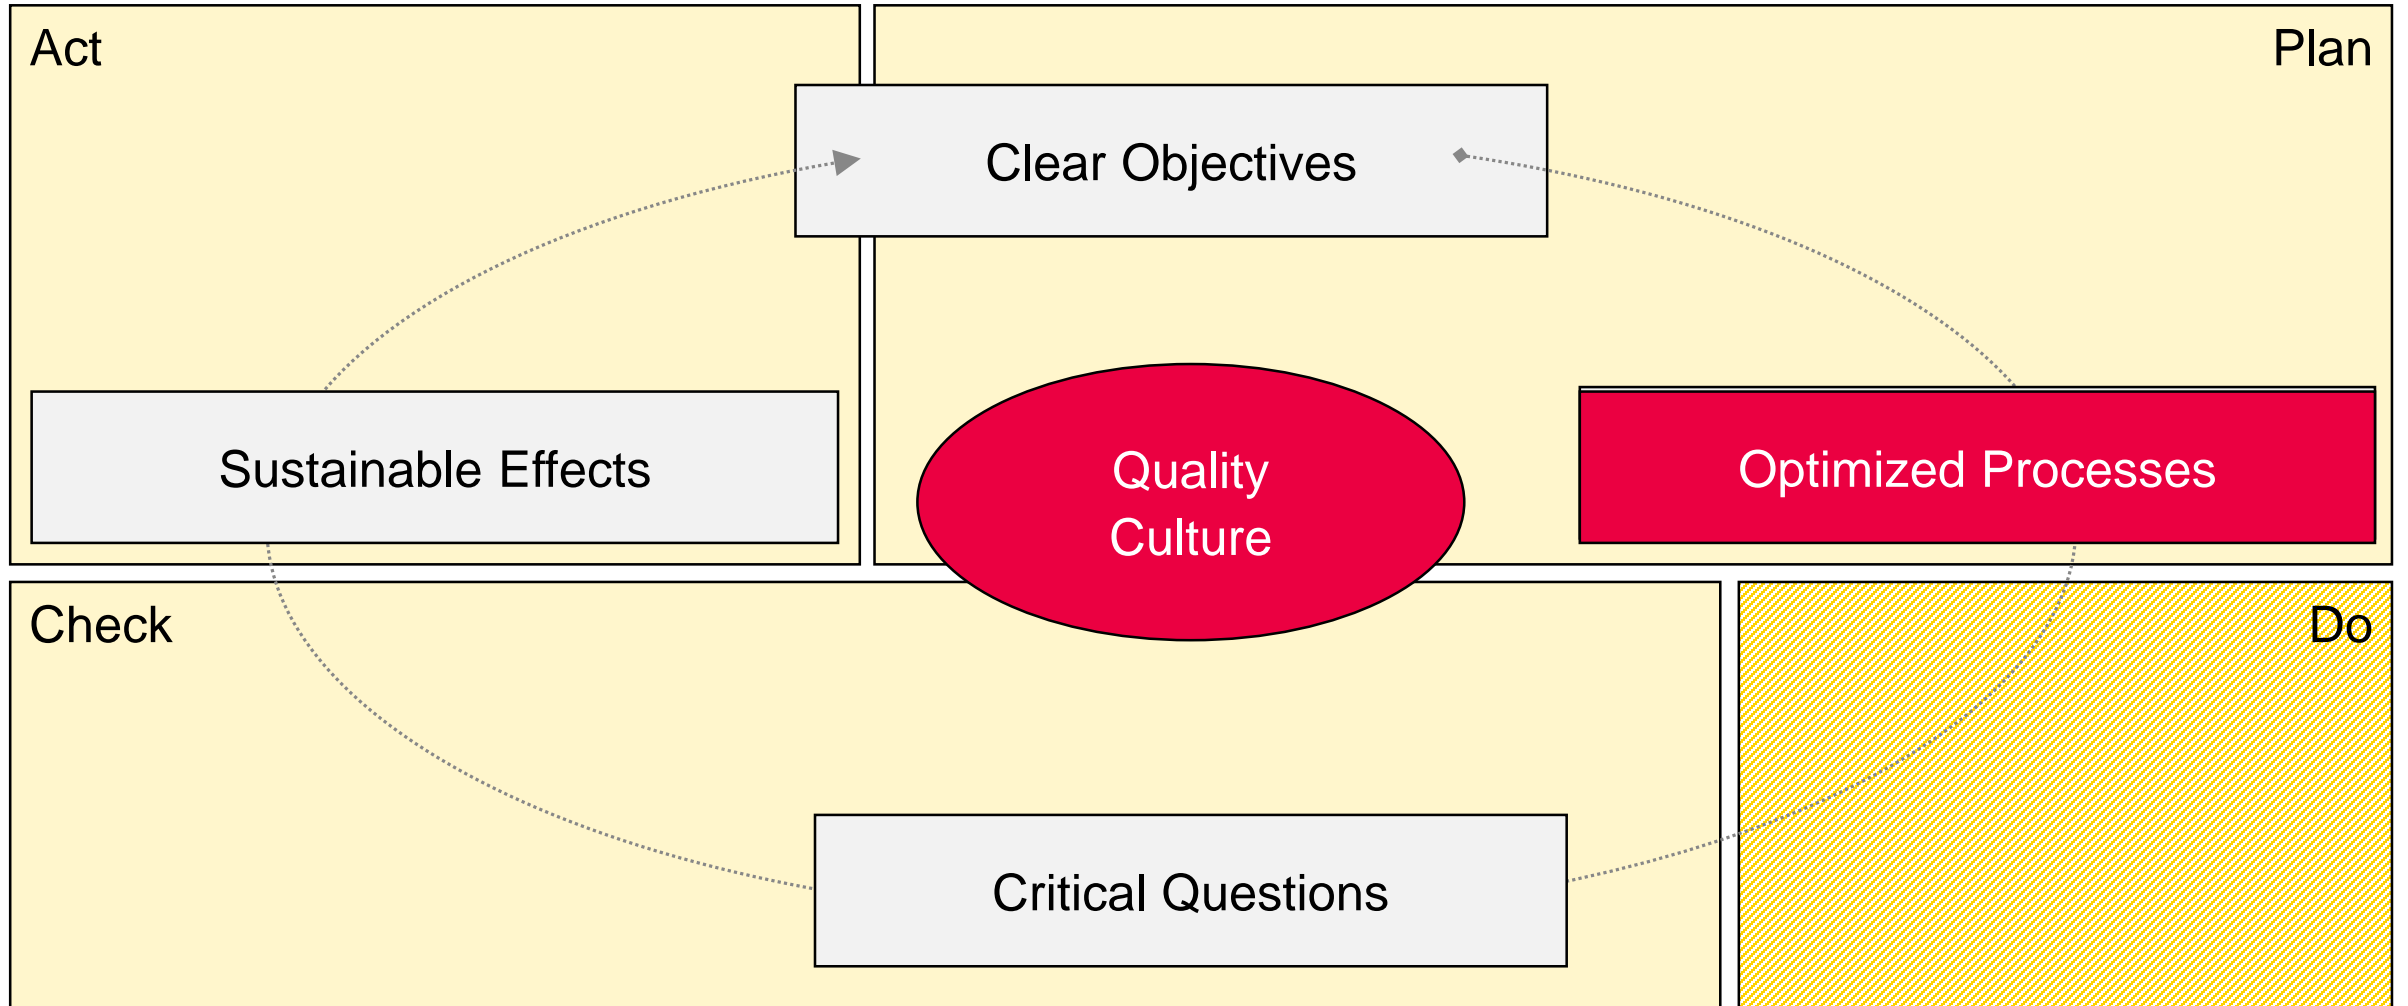 Act
Plan
Clear Objectives
Sustainable Effects
Quality
Culture
Optimized Processes
Check
Do
Critical Questions